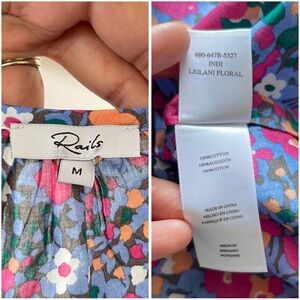 Rails
M
680-647B-5327
INDI
LEILANI FLORAL
100%COTTON
100%ALGODÓN
100%COTON
MADE IN CHINA
HECHO EN CHINA
FABRIQUÉ EN CHINE
MEDIUM
MEDIANO
MOYENNE